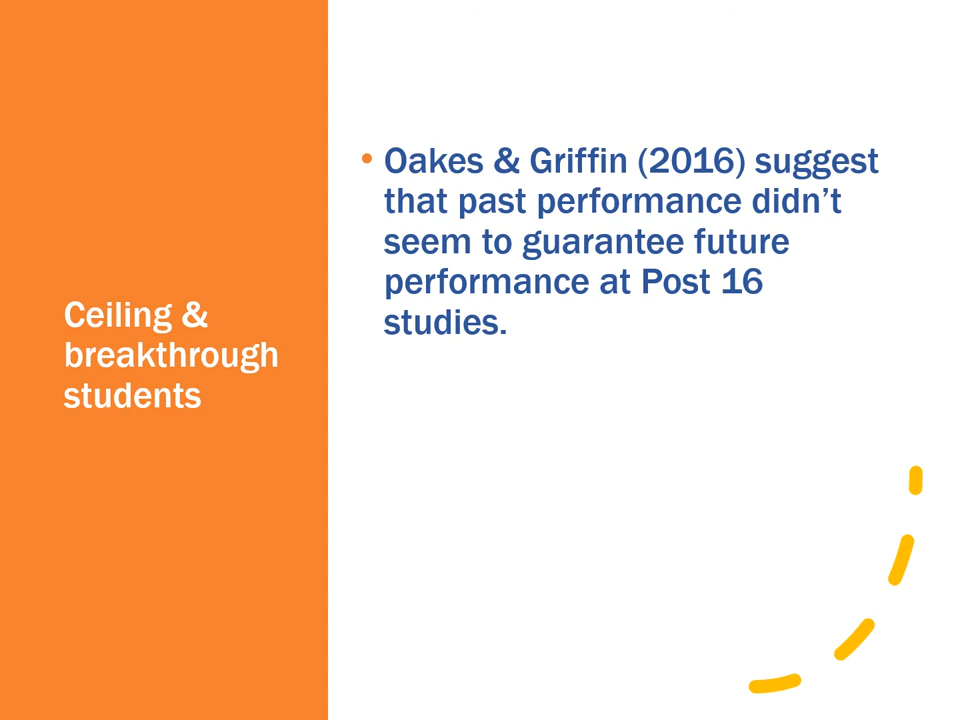 Ceiling &
breakthrough
students
• Oakes & Griffin (2016) suggest
that past performance didn’t
seem to guarantee future
performance at Post 16
studies.